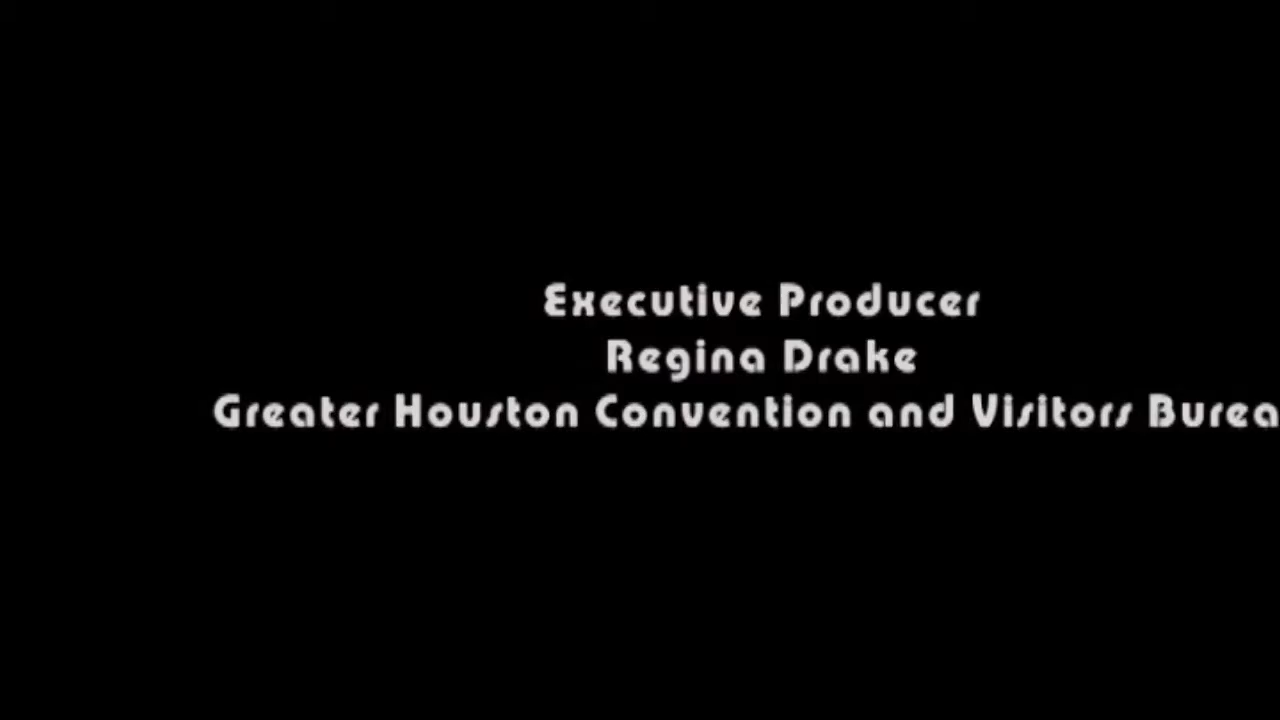 Executive Producer
Regina Drake
Greater Houston Convention and Visitors Burea